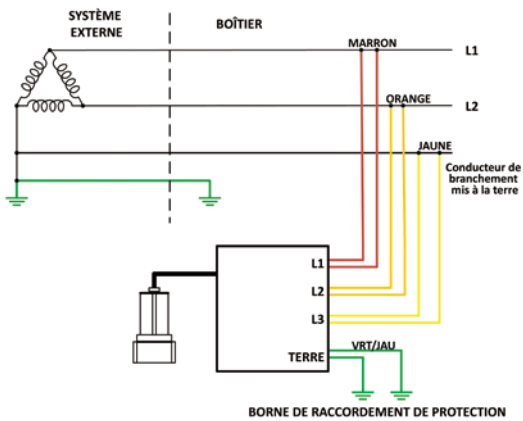 SYSTÈME
EXTERNE
BOÎTIER
MARRON
L1
ORANGE
L2
JAUNE
Conducteur de
branchement
mis à la terre
L1
L2
L3
TERRE
VRT/JAU
BORNE DE RACCORDEMENT DE PROTECTION